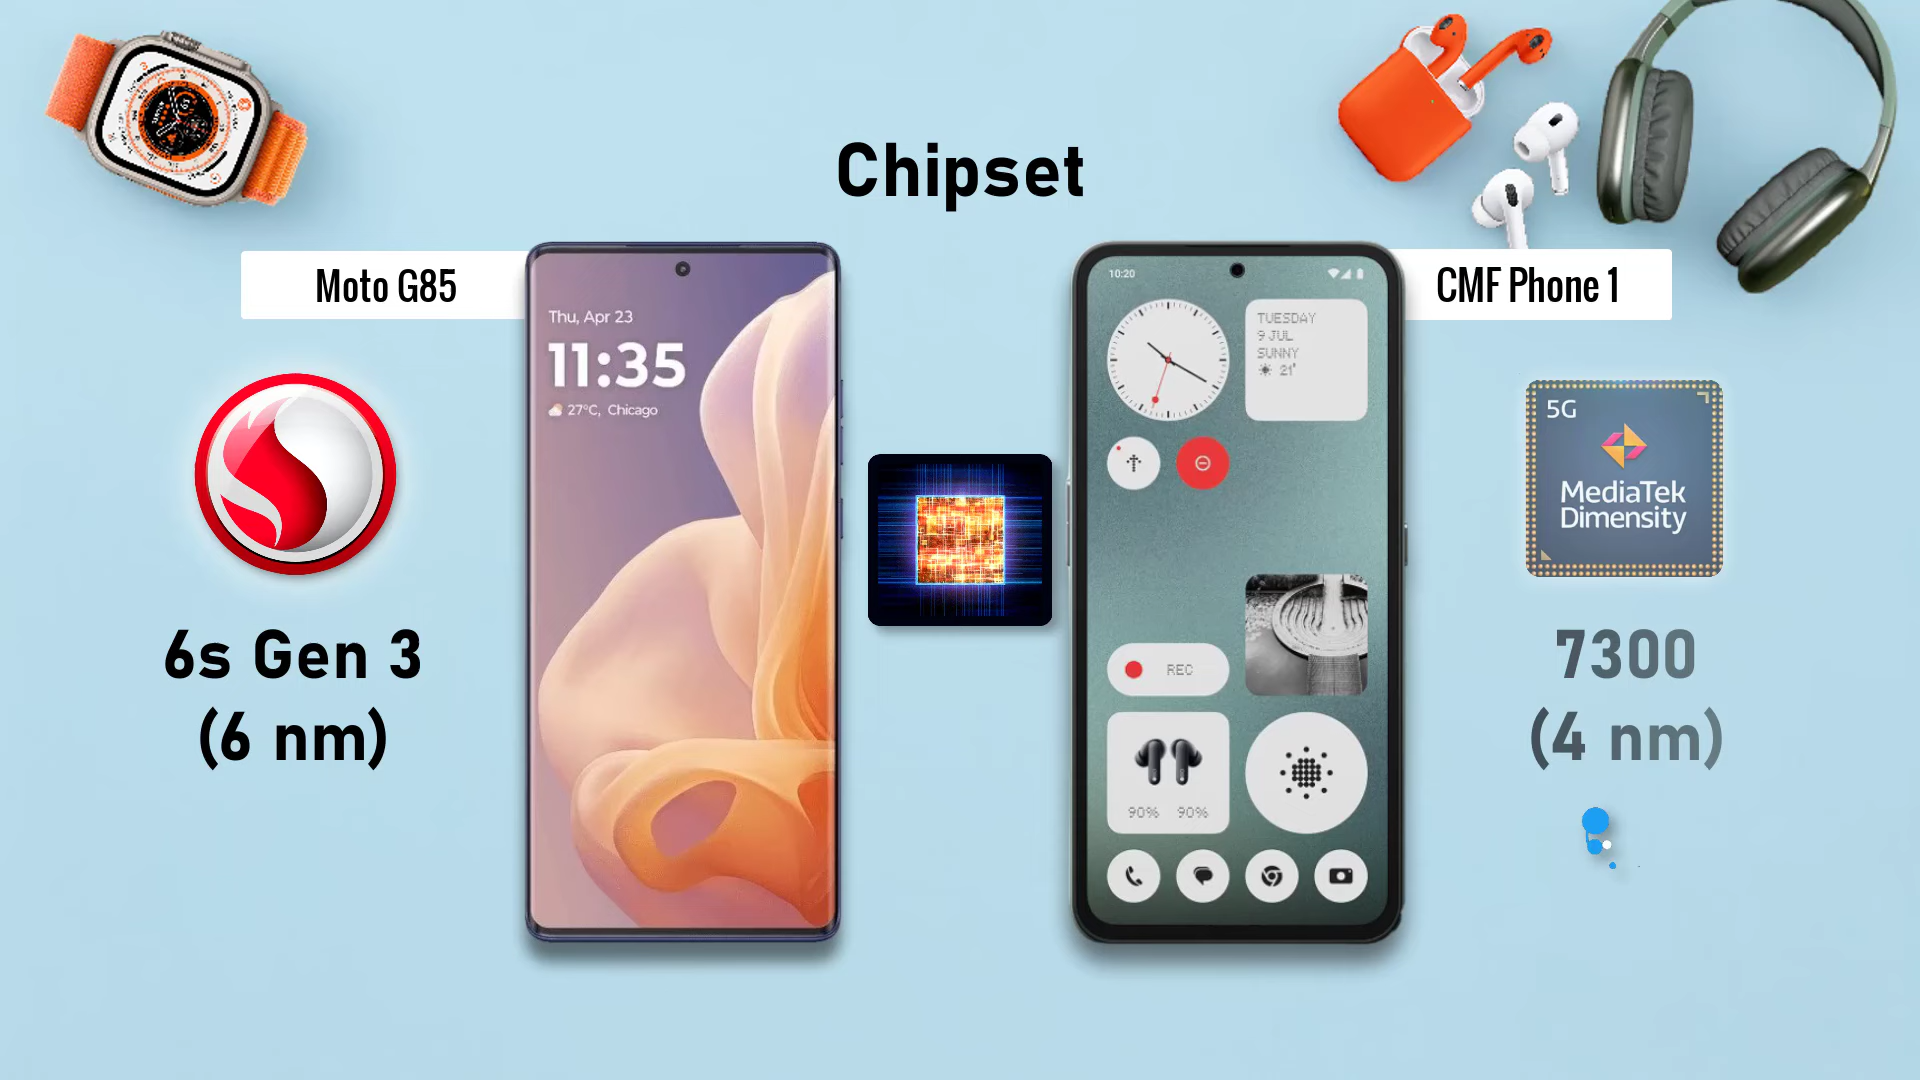 Chipset
Moto G85
CMF Phone 1
Thu, Apr 23
11:35
27°C, Chicago
10:20
TUESDAY
9 JUL
SUNNY
21°
REC
90% 90%
6s Gen 3
(6 nm)
5G
MediaTek
Dimensity
7300
(4 nm)